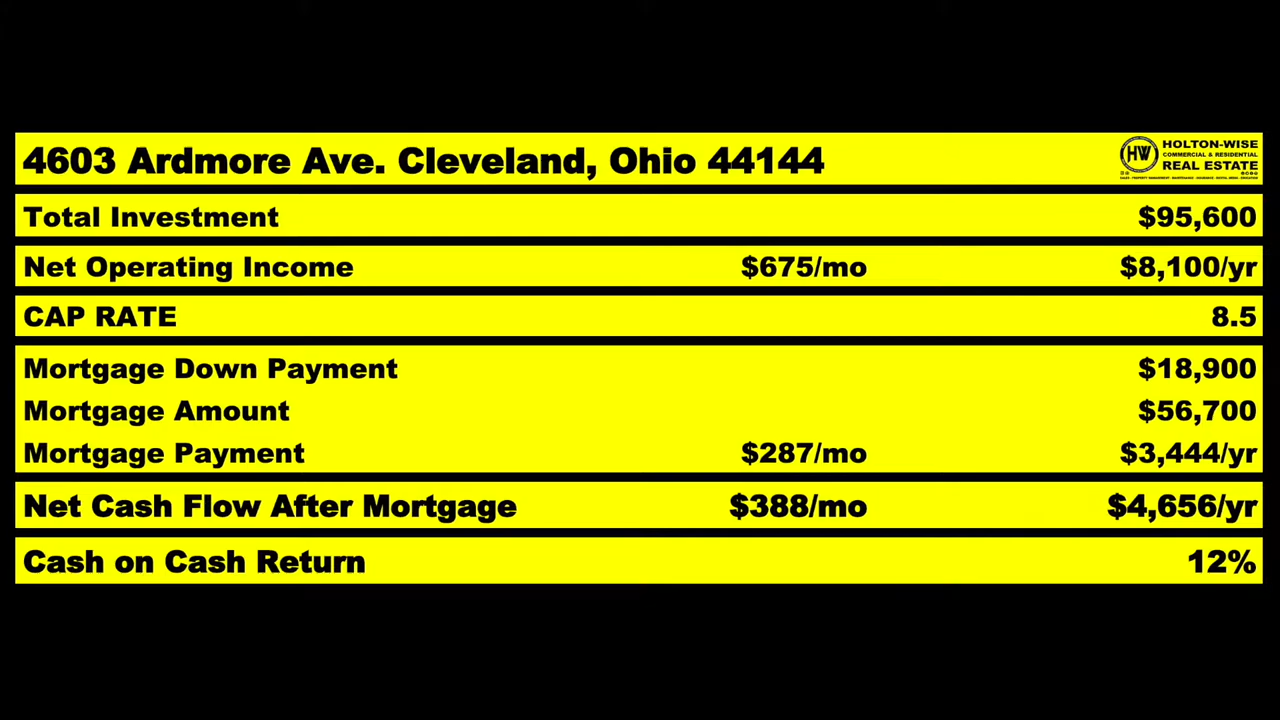 4603 Ardmore Ave. Cleveland, Ohio 44144
HW
HOLTON-WISE
COMMERCIAL & RESIDENTIAL
REAL ESTATE
Total Investment $95,600
Net Operating Income $675/mo $8,100/yr
CAP RATE 8.5
Mortgage Down Payment $18,900
Mortgage Amount $56,700
Mortgage Payment $287/mo $3,444/yr
Net Cash Flow After Mortgage $388/mo $4,656/yr
Cash on Cash Return 12%